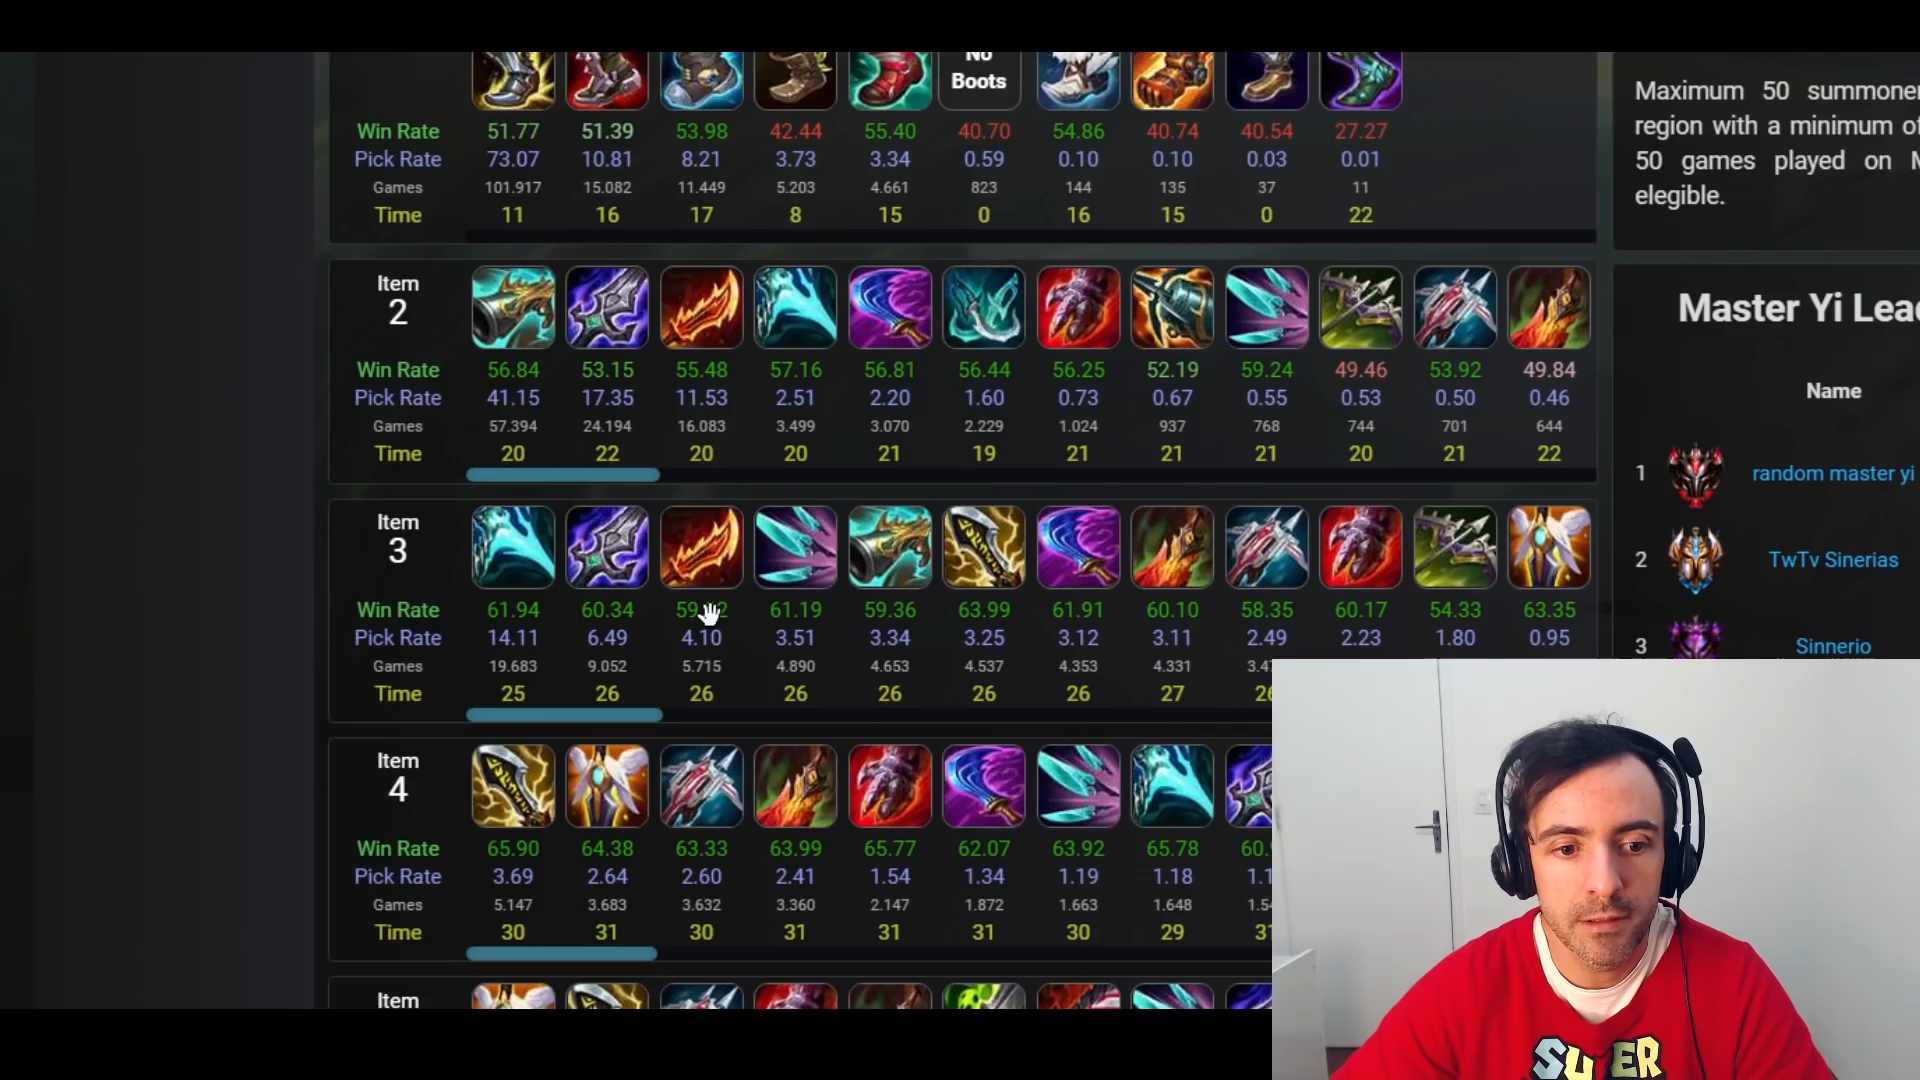 No
Boots
Win Rate 51.77 51.39 53.98 42.44 55.40 40.70 54.86 40.74 40.54 27.27
Pick Rate 73.07 10.81 8.21 3.73 3.34 0.59 0.10 0.10 0.03 0.01
Games 101.917 15.082 11.449 5.203 4.661 823 144 135 37 11
Time 11 16 17 8 15 0 16 15 0 22
Item
2
Win Rate 56.84 53.15 55.48 57.16 56.81 56.44 56.25 52.19 59.24 49.46 53.92 49.84
Pick Rate 41.15 17.35 11.53 2.51 2.20 1.60 0.73 0.67 0.55 0.53 0.50 0.46
Games 57.394 24.194 16.083 3.499 3.070 2.229 1.024 937 768 744 701 644
Time 20 22 20 20 21 19 21 21 21 20 21 22
Item
3
Win Rate 61.94 60.34 61.19 59.36 63.99 61.91 60.10 58.35 60.17 54.33 63.35
Pick Rate 14.11 6.49 4.10 3.51 3.34 3.25 3.12 3.11 2.49 2.23 1.80 0.95
Games 19.683 9.052 5.715 4.890 4.653 4.537 4.353 4.331
Time 25 26 26 26 26 26 26 27
Item
4
Win Rate 65.90 64.38 63.33 63.99 65.77 62.07 63.92 65.78
Pick Rate 3.69 2.64 2.60 2.41 1.54 1.34 1.19 1.18
Games 5.147 3.683 3.632 3.360 2.147 1.872 1.663 1.648
Time 30 31 30 31 31 31 30 29
Item
Maximum 50
region with a minimum
50 games played on
elegible.
Master Yi
Name
1 random master yi
2 TwTv Sinerias
3 Sinnerio